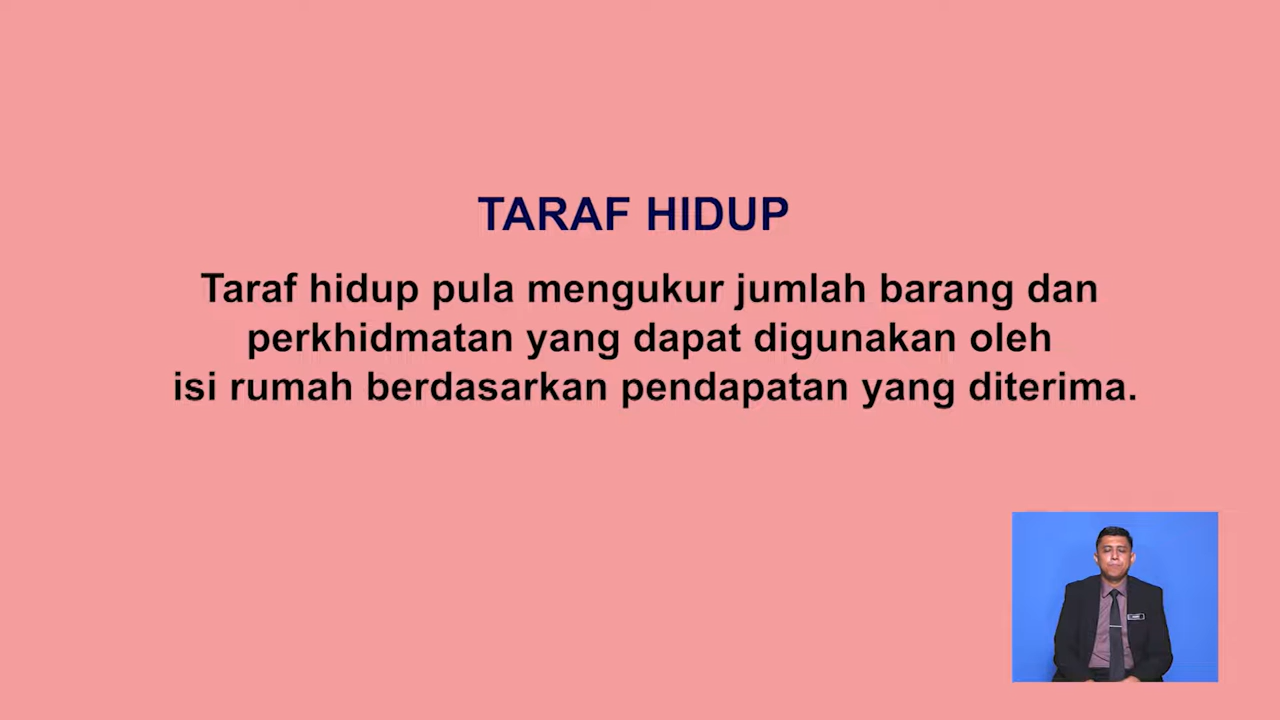 TARAF HIDUP
Taraf hidup pula mengukur jumlah barang dan
perkhidmatan yang dapat digunakan oleh
isi rumah berdasarkan pendapatan yang diterima.